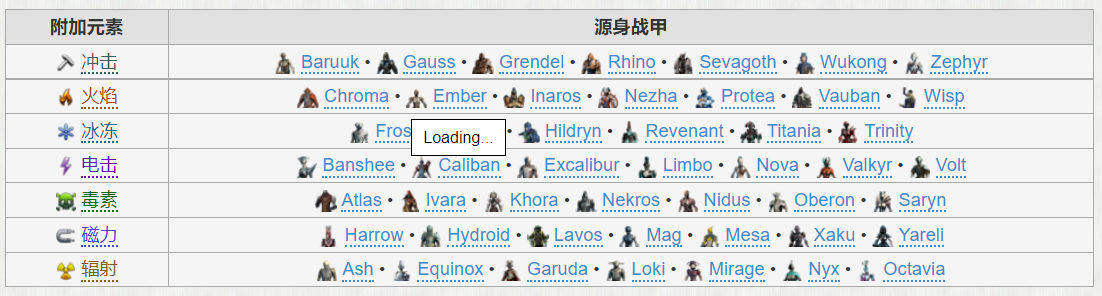 附加元素 源身战甲
冲击 Baruuk • Gauss • Grendel • Rhino • Sevagoth • Wukong • Zephyr
火焰 Chroma • Ember • Inaros • Nezha • Protea • Vauban • Wisp
冰冻 Fros Loading... • Hildryn • Revenant • Titania • Trinity
电击 Banshee • Caliban • Excalibur • Limbo • Nova • Valkyr • Volt
毒素 Atlas • Ivara • Khora • Nekros • Nidus • Oberon • Saryn
磁力 Harrow • Hydroid • Lavos • Mag • Mesa • Xaku • Yareli
辐射 Ash • Equinox • Garuda • Loki • Mirage • Nyx • Octavia